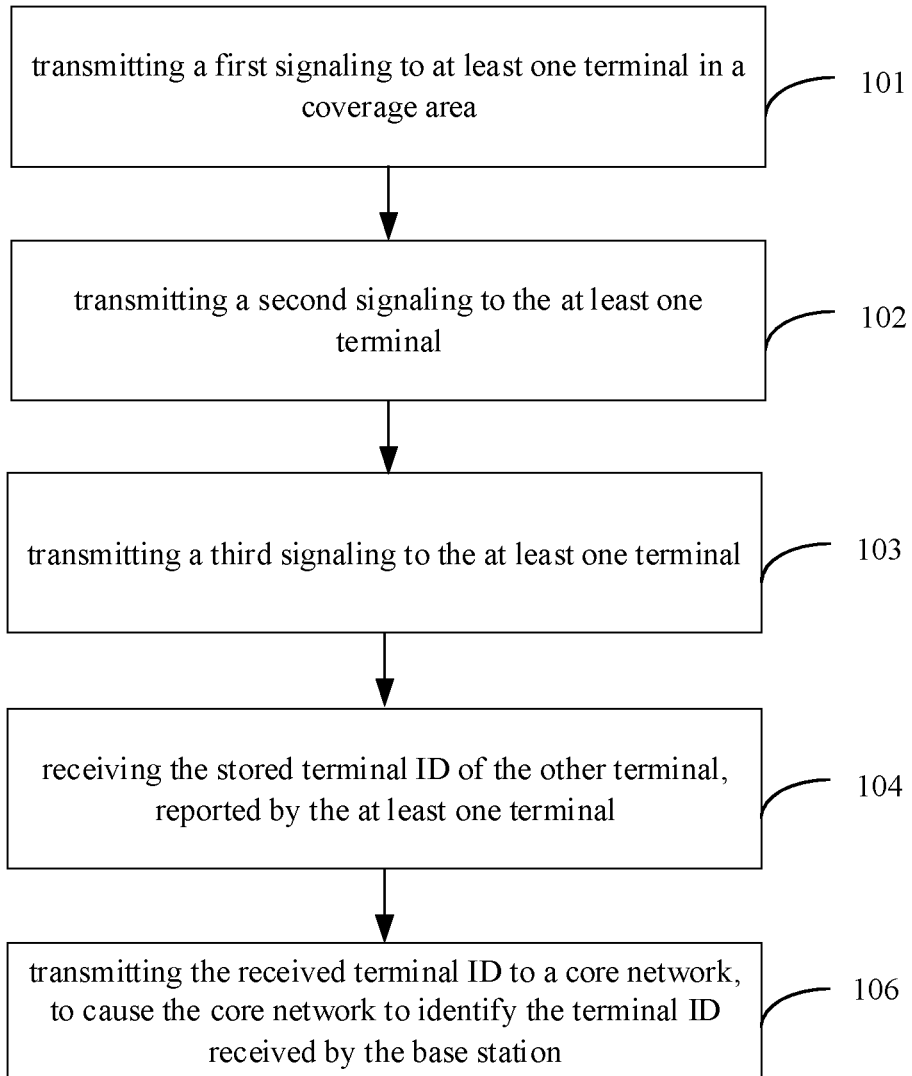 transmitting a first signaling to at least one terminal in a
coverage area
101
transmitting a second signaling to the at least one
terminal
102
transmitting a third signaling to the at least one terminal
103
receiving the stored terminal ID of the other terminal,
reported by the at least one terminal
104
transmitting the received terminal ID to a core network,
to cause the core network to identify the terminal ID
received by the base station
106